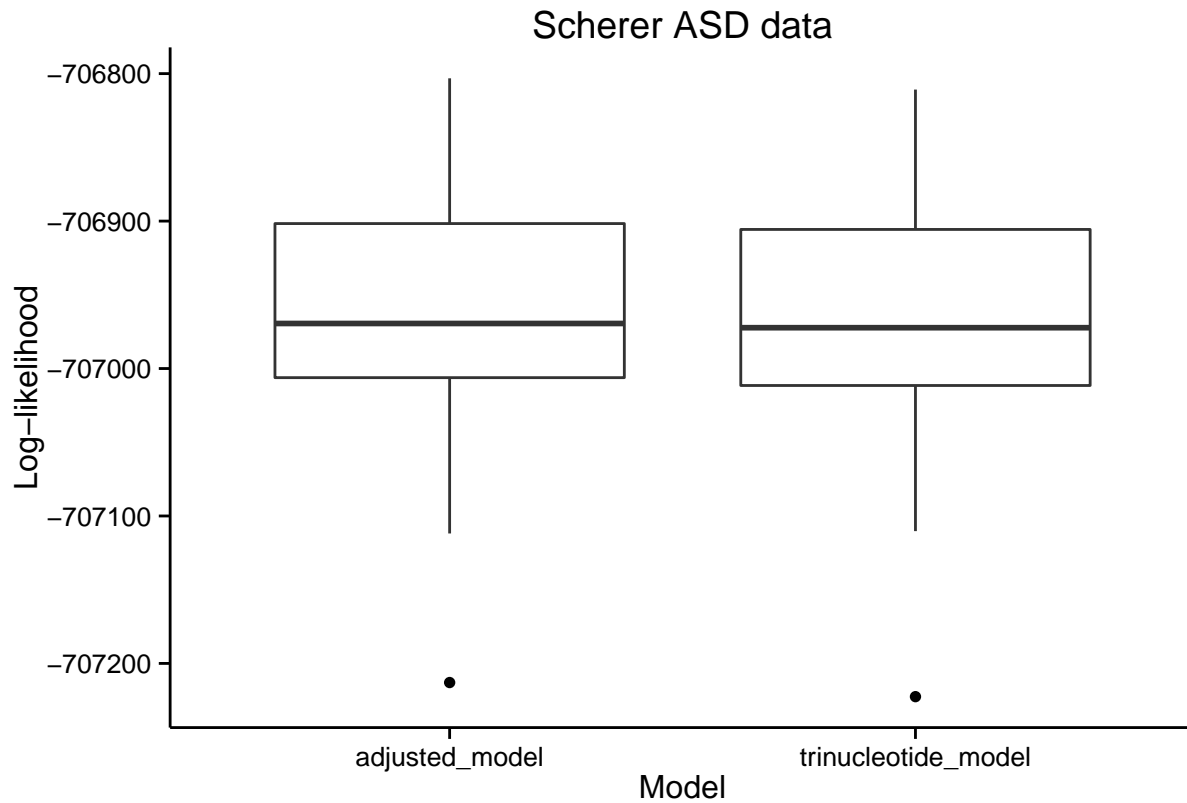 Scherer ASD data
−706800
−706900
−707000
−707100
−707200
Log−likelihood
adjusted_model
trinucleotide_model
Model